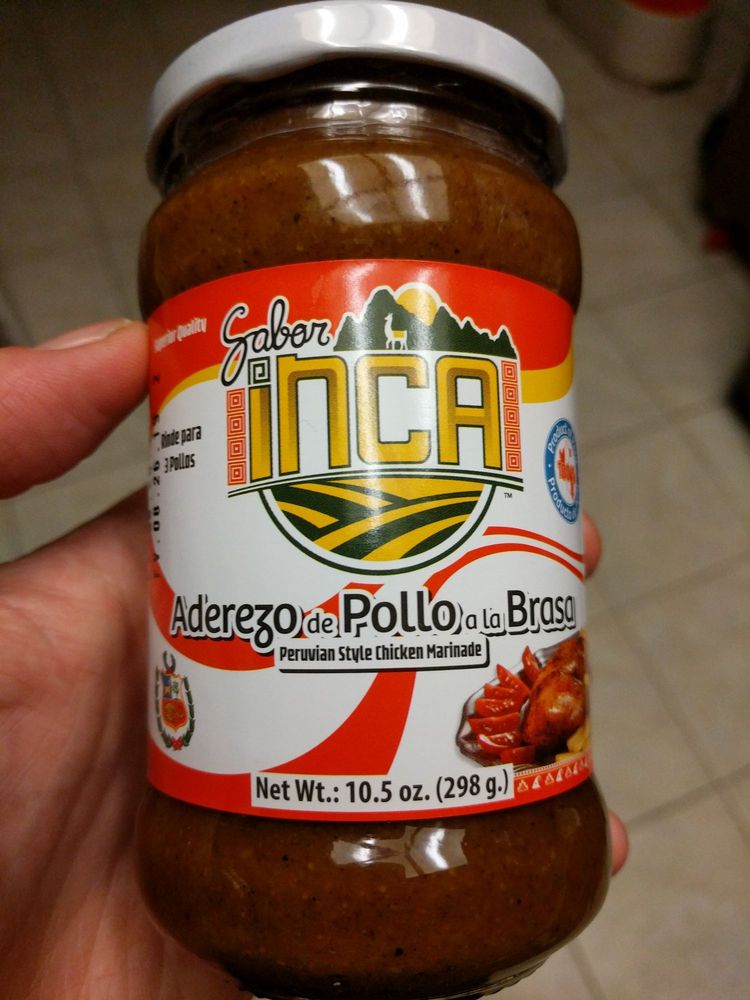 Superior Quality
Sabor
INCA
TM
Rinde para
3 Pollos
Aderezo de Pollo a la Brasa
Peruvian Style Chicken Marinade
Net Wt.: 10.5 oz. (298 g.)